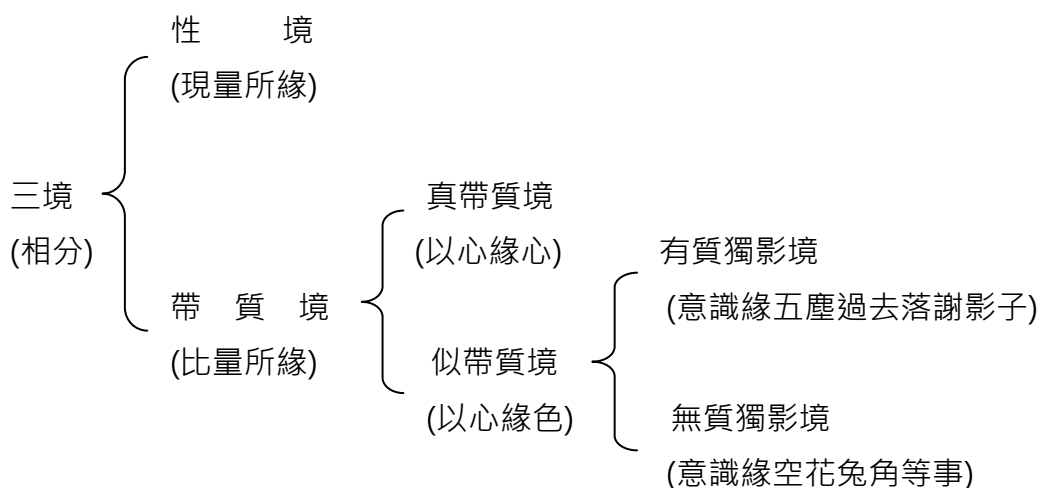 性 境
(現量所緣)
三境
(相分)
帶 質 境
(比量所緣)
真帶質境
(以心緣心)
似帶質境
(以心緣色)
有質獨影境
(意識緣五塵過去落謝影子)
無質獨影境
(意識緣空花兔角等事)